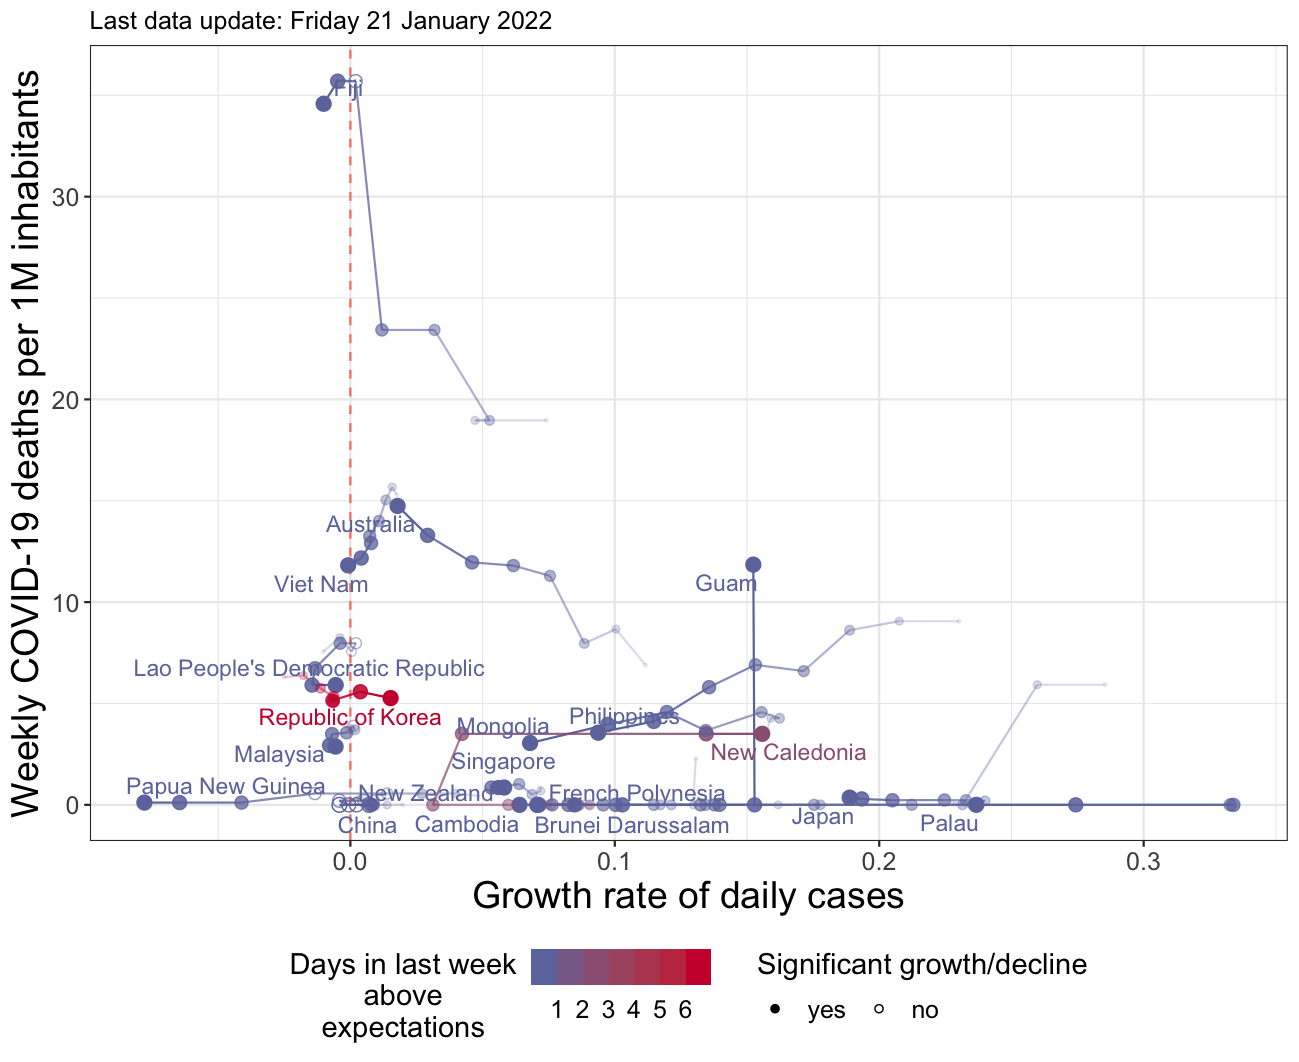 Last data update: Friday 21 January 2022
Weekly COVID-19 deaths per 1M inhabitants
30
20
10
0
Fiji
Australia
Viet Nam
Guam
Lao People's Democratic Republic
Republic of Korea
Mongolia
Philippines
Malaysia
New Caledonia
Singapore
Papua New Guinea
New Zealand
French Polynesia
China
Cambodia
Brunei Darussalam
Japan
Palau
0.0 0.1 0.2 0.3
Growth rate of daily cases
Days in last week
above
expectations
1 2 3 4 5 6
Significant growth/decline
yes no